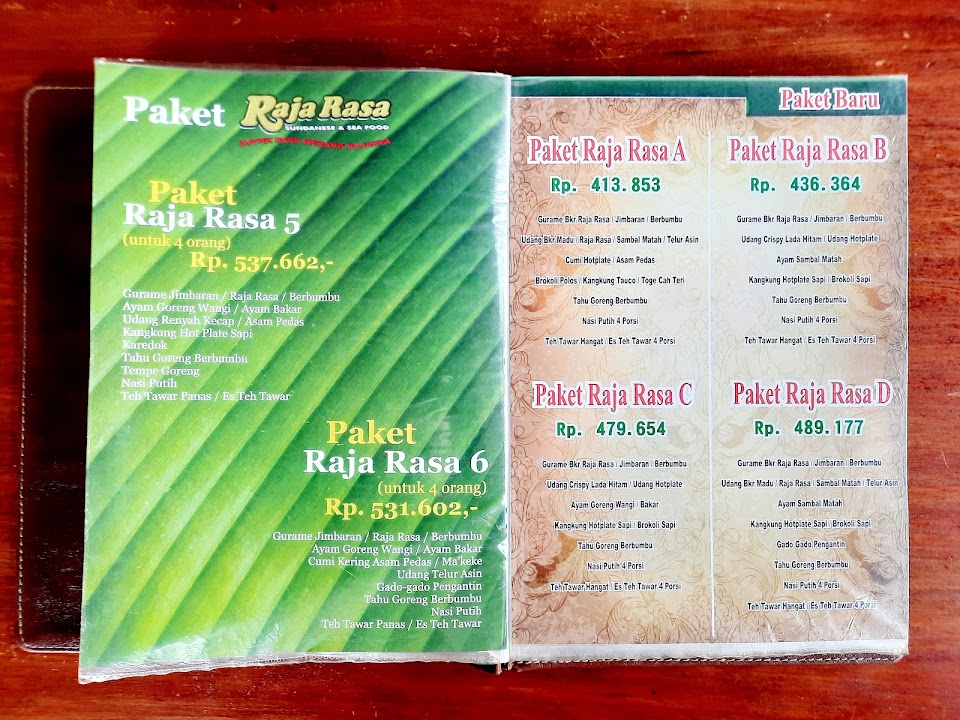 Paket Raja Rasa
SUNDANESE & SEA FOOD
Paket
Raja Rasa 5
(untuk 4 orang)
Rp. 537.662,-
Gurame Jimbaran / Raja Rasa / Berbumbu
Ayam Goreng Wangi / Ayam Bakar
Udang Renyah Kecap / Asam Pedas
Kangkung Hot Plate Sapi
Karedok
Tahu Goreng Berbumbu
Tempe Goreng
Nasi Putih
Teh Tawar Panas / Es Teh Tawar
Paket
Raja Rasa 6
(untuk 4 orang)
Rp. 531.602,-
Gurame Jimbaran / Raja Rasa / Berbumbu
Ayam Goreng Wangi / Ayam Bakar
Cumi Kering Asam Pedas / Ma'keke
Udang Telur Asin
Gado-gado Pengantin
Tahu Goreng Berbumbu
Nasi Putih
Teh Tawar Panas / Es Teh Tawar
Paket Baru
Paket Raja Rasa A
Rp. 413.853
Gurame Bkr Raja Rasa / Jimbaran / Berbumbu
Udang Bkr Madu / Raja Rasa / Sambal Matah / Telur Asin
Cumi Hotplate / Asam Pedas
Brokoli Polos / Kangkung Tauco / Toge Cah Teri
Tahu Goreng Berbumbu
Nasi Putih 4 Porsi
Teh Tawar Hangat / Es Teh Tawar 4 Porsi
Paket Raja Rasa B
Rp. 436.364
Gurame Bkr Raja Rasa / Jimbaran / Berbumbu
Udang Crispy Lada Hitam / Udang Hotplate
Ayam Sambal Matah
Kangkung Hotplate Sapi / Brokoli Sapi
Tahu Goreng Berbumbu
Nasi Putih 4 Porsi
Teh Tawar Hangat / Es Teh Tawar 4 Porsi
Paket Raja Rasa C
Rp. 479.654
Gurame Bkr Raja Rasa / Jimbaran / Berbumbu
Udang Crispy Lada Hitam / Udang Hotplate
Ayam Goreng Wangi / Bakar
Kangkung Hotplate Sapi / Brokoli Sapi
Tahu Goreng Berbumbu
Nasi Putih 4 Porsi
Teh Tawar Hangat / Es Teh Tawar 4 Porsi
Paket Raja Rasa D
Rp. 489.177
Gurame Bkr Raja Rasa / Jimbaran / Berbumbu
Udang Bkr Madu / Raja Rasa / Sambal Matah / Telur Asin
Ayam Sambal Matah
Kangkung Hotplate Sapi / Brokoli Sapi
Gado Gado Pengantin
Tahu Goreng Berbumbu
Nasi Putih 4 Porsi
Teh Tawar Hangat / Es Teh Tawar 4 Porsi